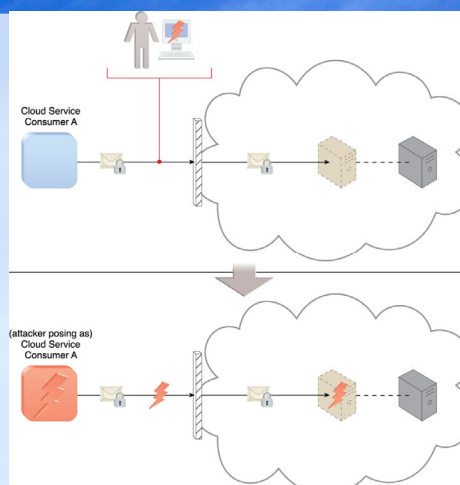 Cloud Service
Consumer A
(attacker posing as)
Cloud Service
Consumer A